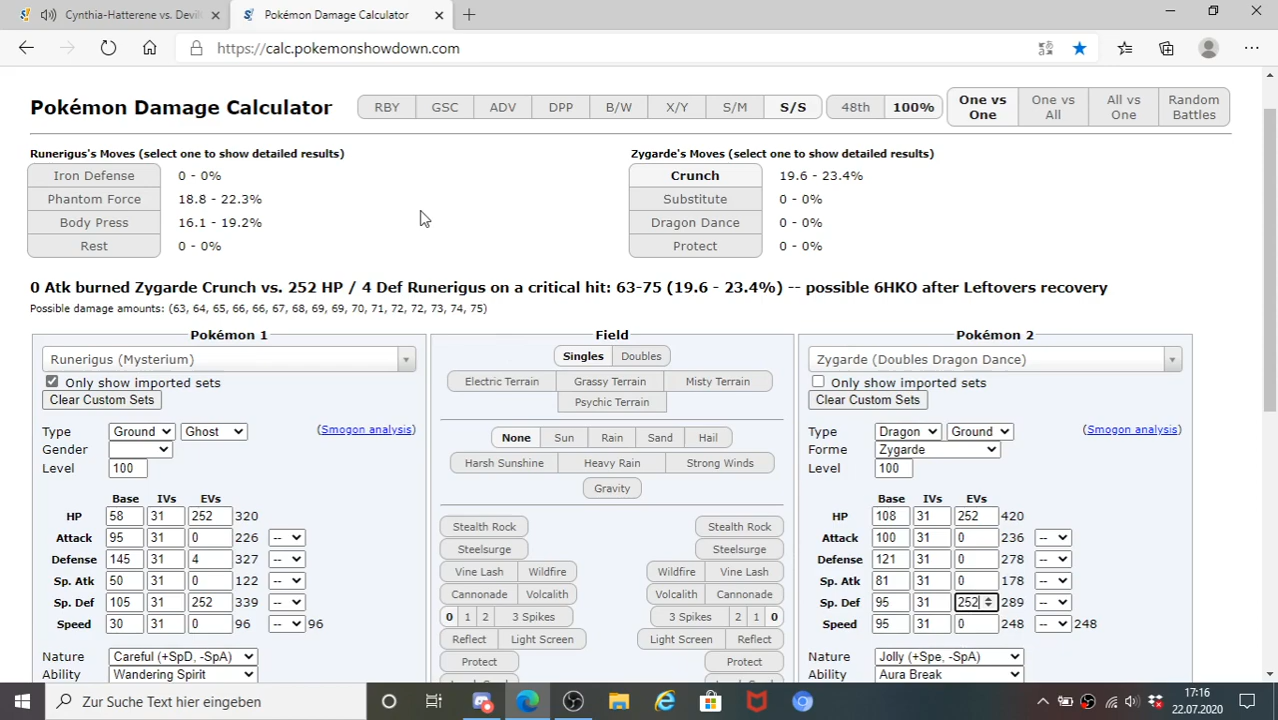 Cynthia-Hatterene vs. Devil
Pokémon Damage Calculator
https://calc.pokemonshowdown.com
Pokémon Damage Calculator
RBY GSC ADV DPP B/W X/Y S/M S/S 48th 100% One vs One One vs All All vs One Random Battles
Runerigus's Moves (select one to show detailed results)
Zygarde's Moves (select one to show detailed results)
Iron Defense 0 - 0% Crunch 19.6 - 23.4%
Phantom Force 18.8 - 22.3% Substitute 0 - 0%
Body Press 16.1 - 19.2% Dragon Dance 0 - 0%
Rest 0 - 0% Protect 0 - 0%
0 Atk burned Zygarde Crunch vs. 252 HP / 4 Def Runerigus on a critical hit: 63-75 (19.6 - 23.4%) -- possible 6HKO after Leftovers recovery
Possible damage amounts: (63, 64, 65, 66, 66, 67, 68, 69, 69, 70, 71, 72, 72, 73, 74, 75)
Pokémon 1
Runerigus (Mysterium)
Only show imported sets
Clear Custom Sets
Type Ground Ghost (Smogon analysis)
Gender
Level 100
Base IVs EVs
HP 58 31 252 320
Attack 95 31 0 226 --
Defense 145 31 4 327 --
Sp. Atk 50 31 0 122 --
Sp. Def 105 31 252 339 --
Speed 30 31 0 96 -- 96
Nature Careful (+SpD, -SpA)
Ability Wandering Spirit
Field
Singles Doubles
Electric Terrain Grassy Terrain Misty Terrain
Psychic Terrain
None Sun Rain Sand Hail
Harsh Sunshine Heavy Rain Strong Winds
Gravity
Stealth Rock Stealth Rock
Steelsurge Steelsurge
Vine Lash Wildfire Wildfire Vine Lash
Cannonade Volcalith Volcalith Cannonade
0 1 2 3 Spikes 3 Spikes 2 1 0
Reflect Light Screen Light Screen Reflect
Protect Protect
Pokémon 2
Zygarde (Doubles Dragon Dance)
Only show imported sets
Clear Custom Sets
Type Dragon Ground (Smogon analysis)
Forme Zygarde
Level 100
Base IVs EVs
HP 108 31 252 420
Attack 100 31 0 236 --
Defense 121 31 0 278 --
Sp. Atk 81 31 0 178 --
Sp. Def 95 31 252 289 --
Speed 95 31 0 248 -- 248
Nature Jolly (+Spe, -SpA)
Ability Aura Break
Zur Suche Text hier eingeben
17:16
22.07.2020